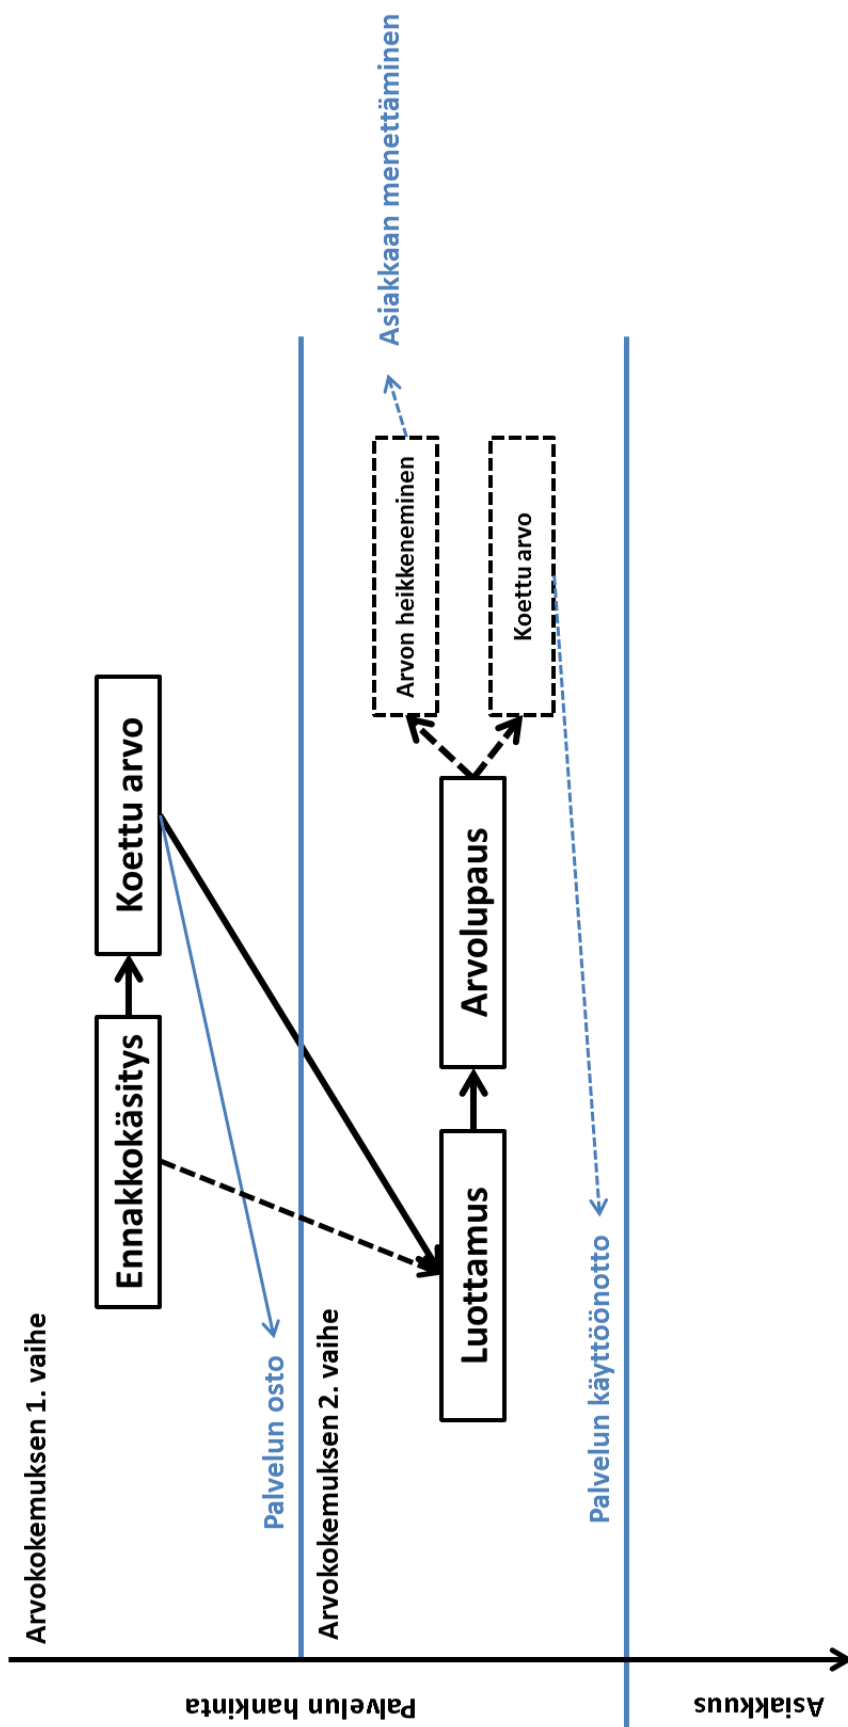 Arvokokemuksen 1. vaihe
Ennakkokäsitys
Koettu arvo
Palvelun osto
Arvokokemuksen 2. vaihe
Arvon heikkeneminen
Asiakkaan menettäminen
Luottamus
Arvolupaus
Koettu arvo
Palvelun käyttöönotto
Palvelun hankinta
Asiakkuus